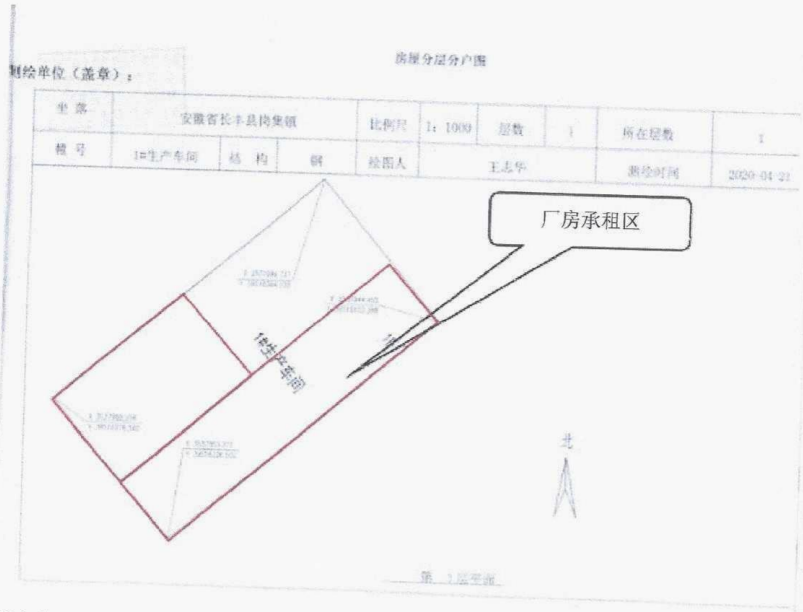 房屋分层分户图
测绘单位（盖章）：
坐落 安徽省长丰县岗集镇 比例尺 1：1000 层数 1 所在层数 1
幢号 1#生产车间 结构 钢 绘图人 王志华 测绘时间 2020-04-21
厂房承租区
1#生产车间
北
第 1层平面